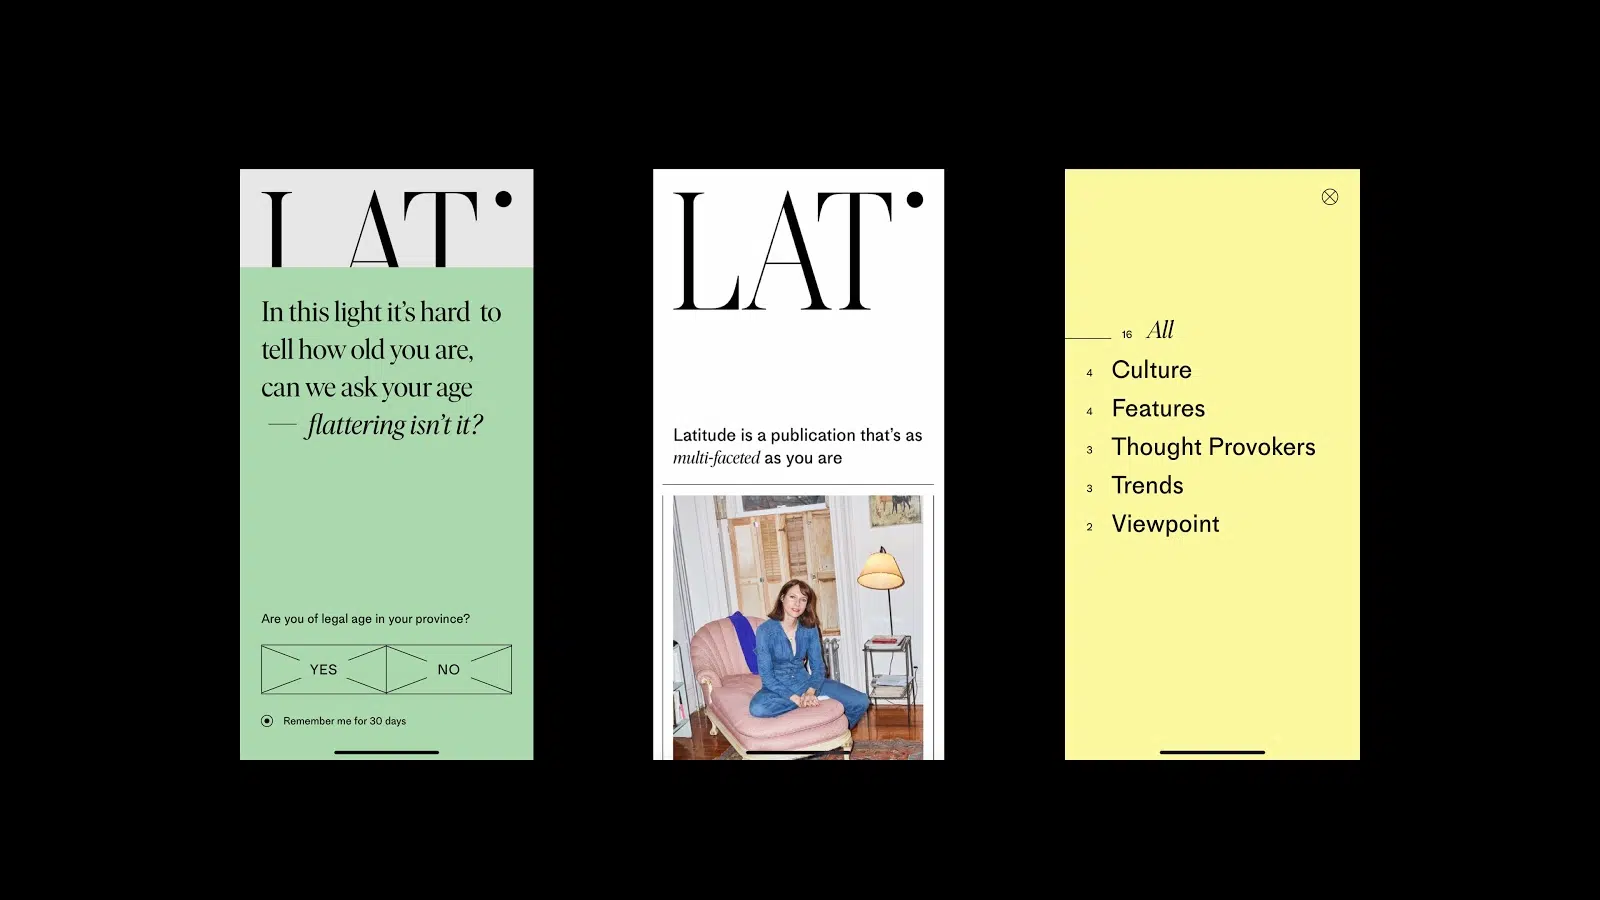 LAT°
In this light it’s hard to
tell how old you are,
can we ask your age
— flattering isn’t it?
Are you of legal age in your province?
YES
NO
Remember me for 30 days
LAT°
Latitude is a publication that’s as
multi-faceted as you are
16 All
4 Culture
4 Features
3 Thought Provokers
3 Trends
2 Viewpoint